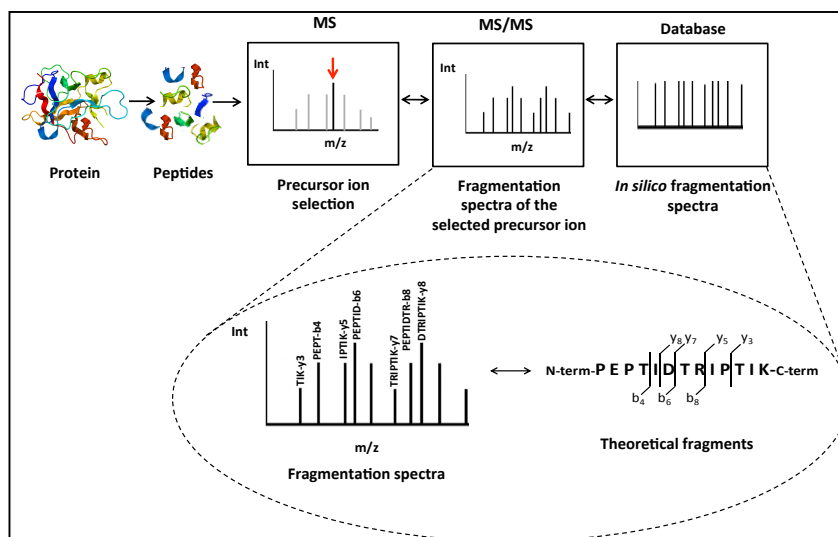 MS
MS/MS
Database
Int
m/z
Int
m/z
Protein
Peptides
Precursor ion
selection
Fragmentation
spectra of the
selected precursor ion
In silico fragmentation
spectra
Int
TIK-y3
PEPT-b4
IPTIK-y5
PEPTID-b6
TRIPTIK-y7
PEPTIDTR-b8
DTRIPTIK-y8
m/z
Fragmentation spectra
y8 y7 y5 y3
N-term-PEPTIDTRIPTIK-C-term
b4 b6 b8
Theoretical fragments